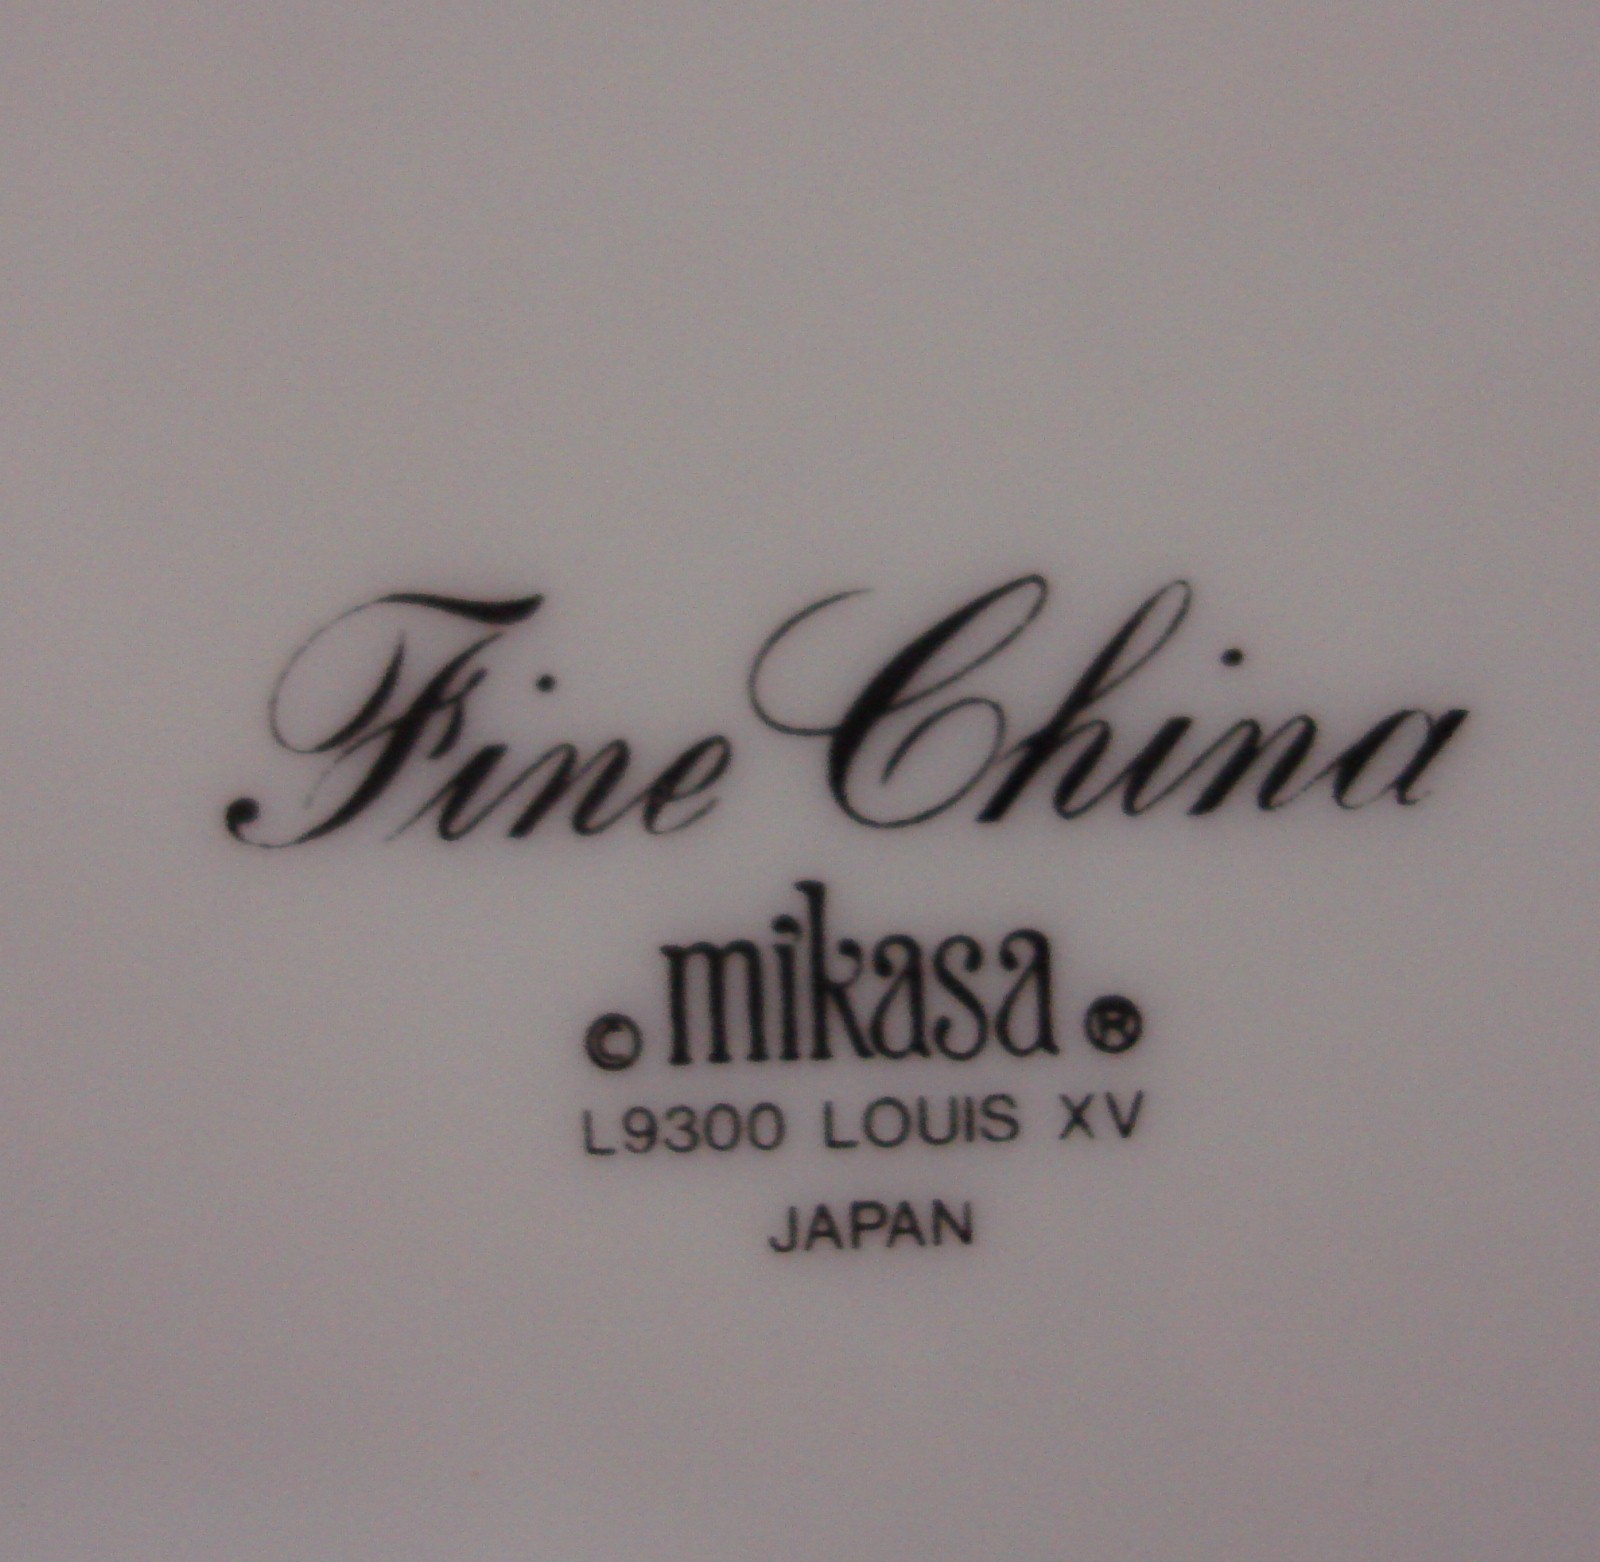 Fine China
© mikasa ®
L9300 LOUIS XV
JAPAN